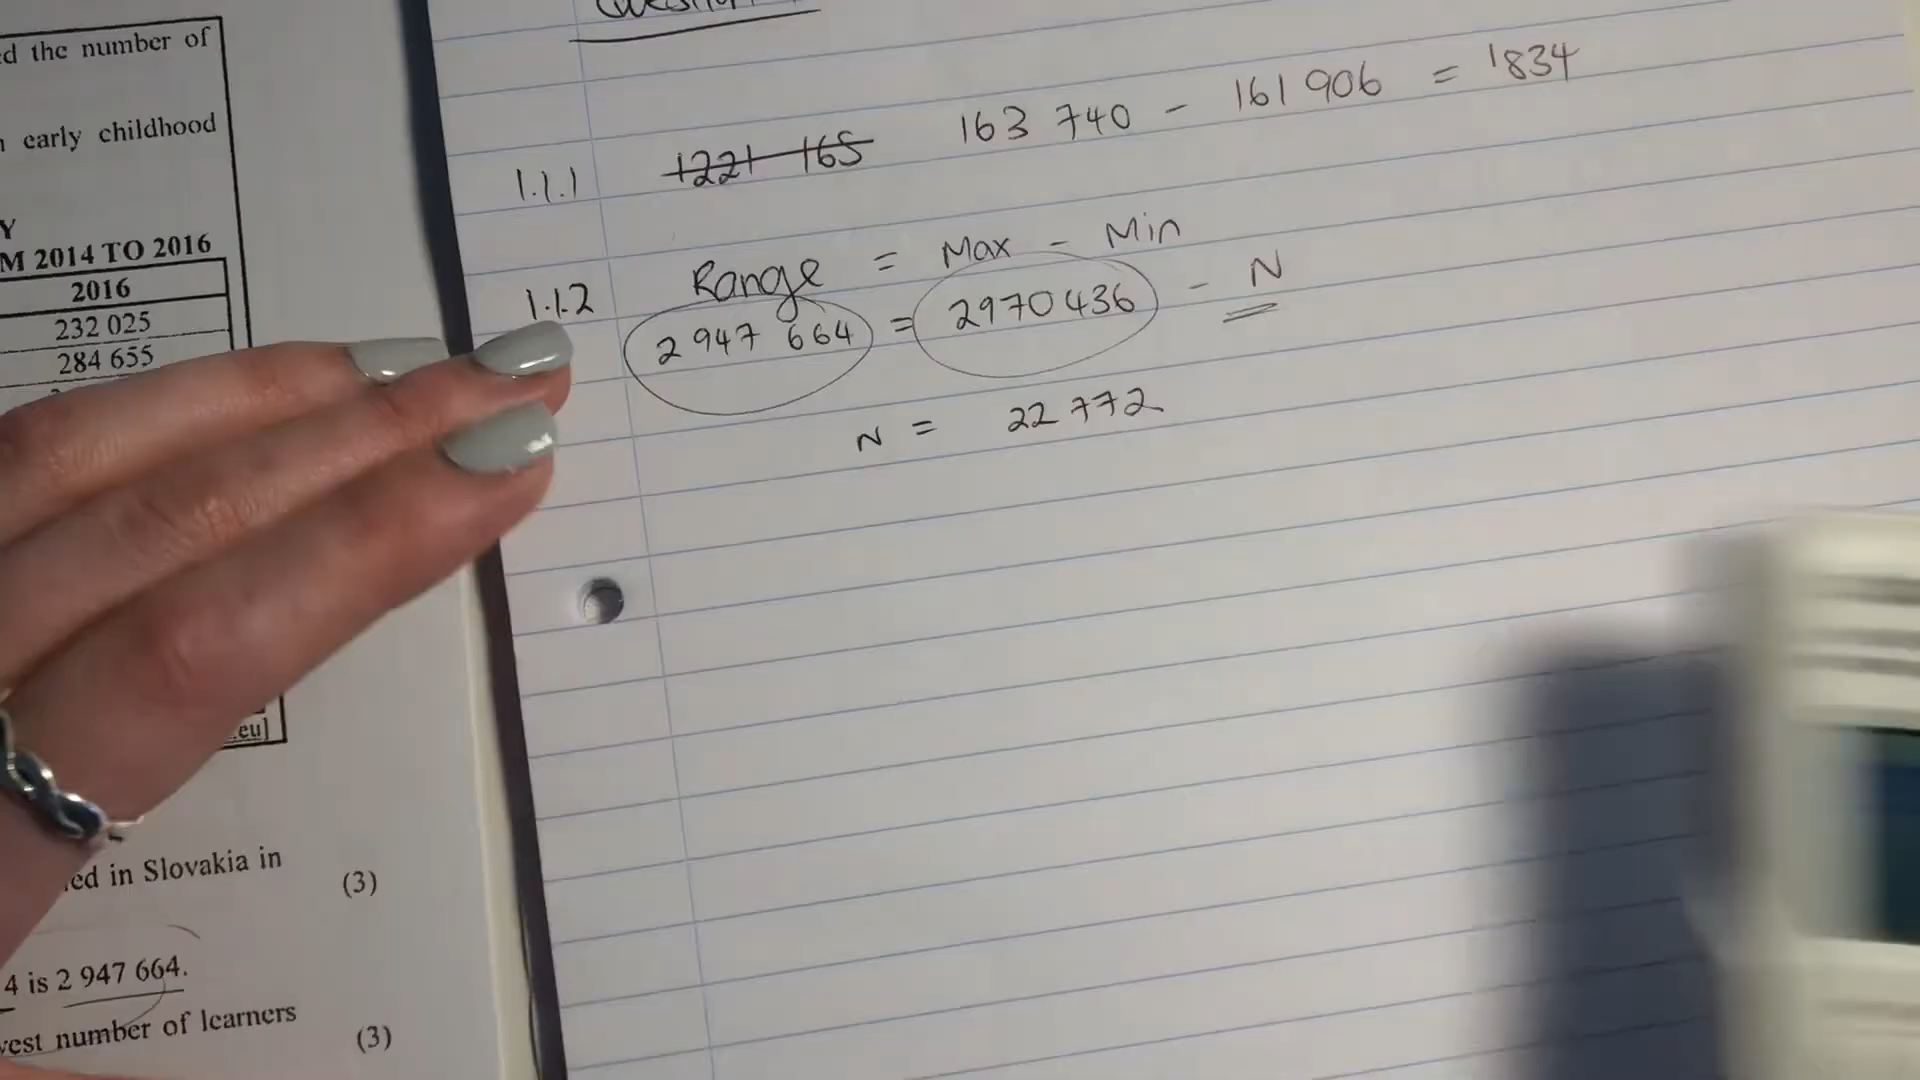 d the number of
early childhood
Y
M 2014 TO 2016
2016
232 025
284 655
.eu]
ed in Slovakia in
(3)
4 is 2 947 664.
vest number of learners
(3)
1.1.1 1221 165 163 740 - 161 906 = 1834
1.1.2 Range = Max - Min
2 947 664 = 2970436 - N
N = 22 772